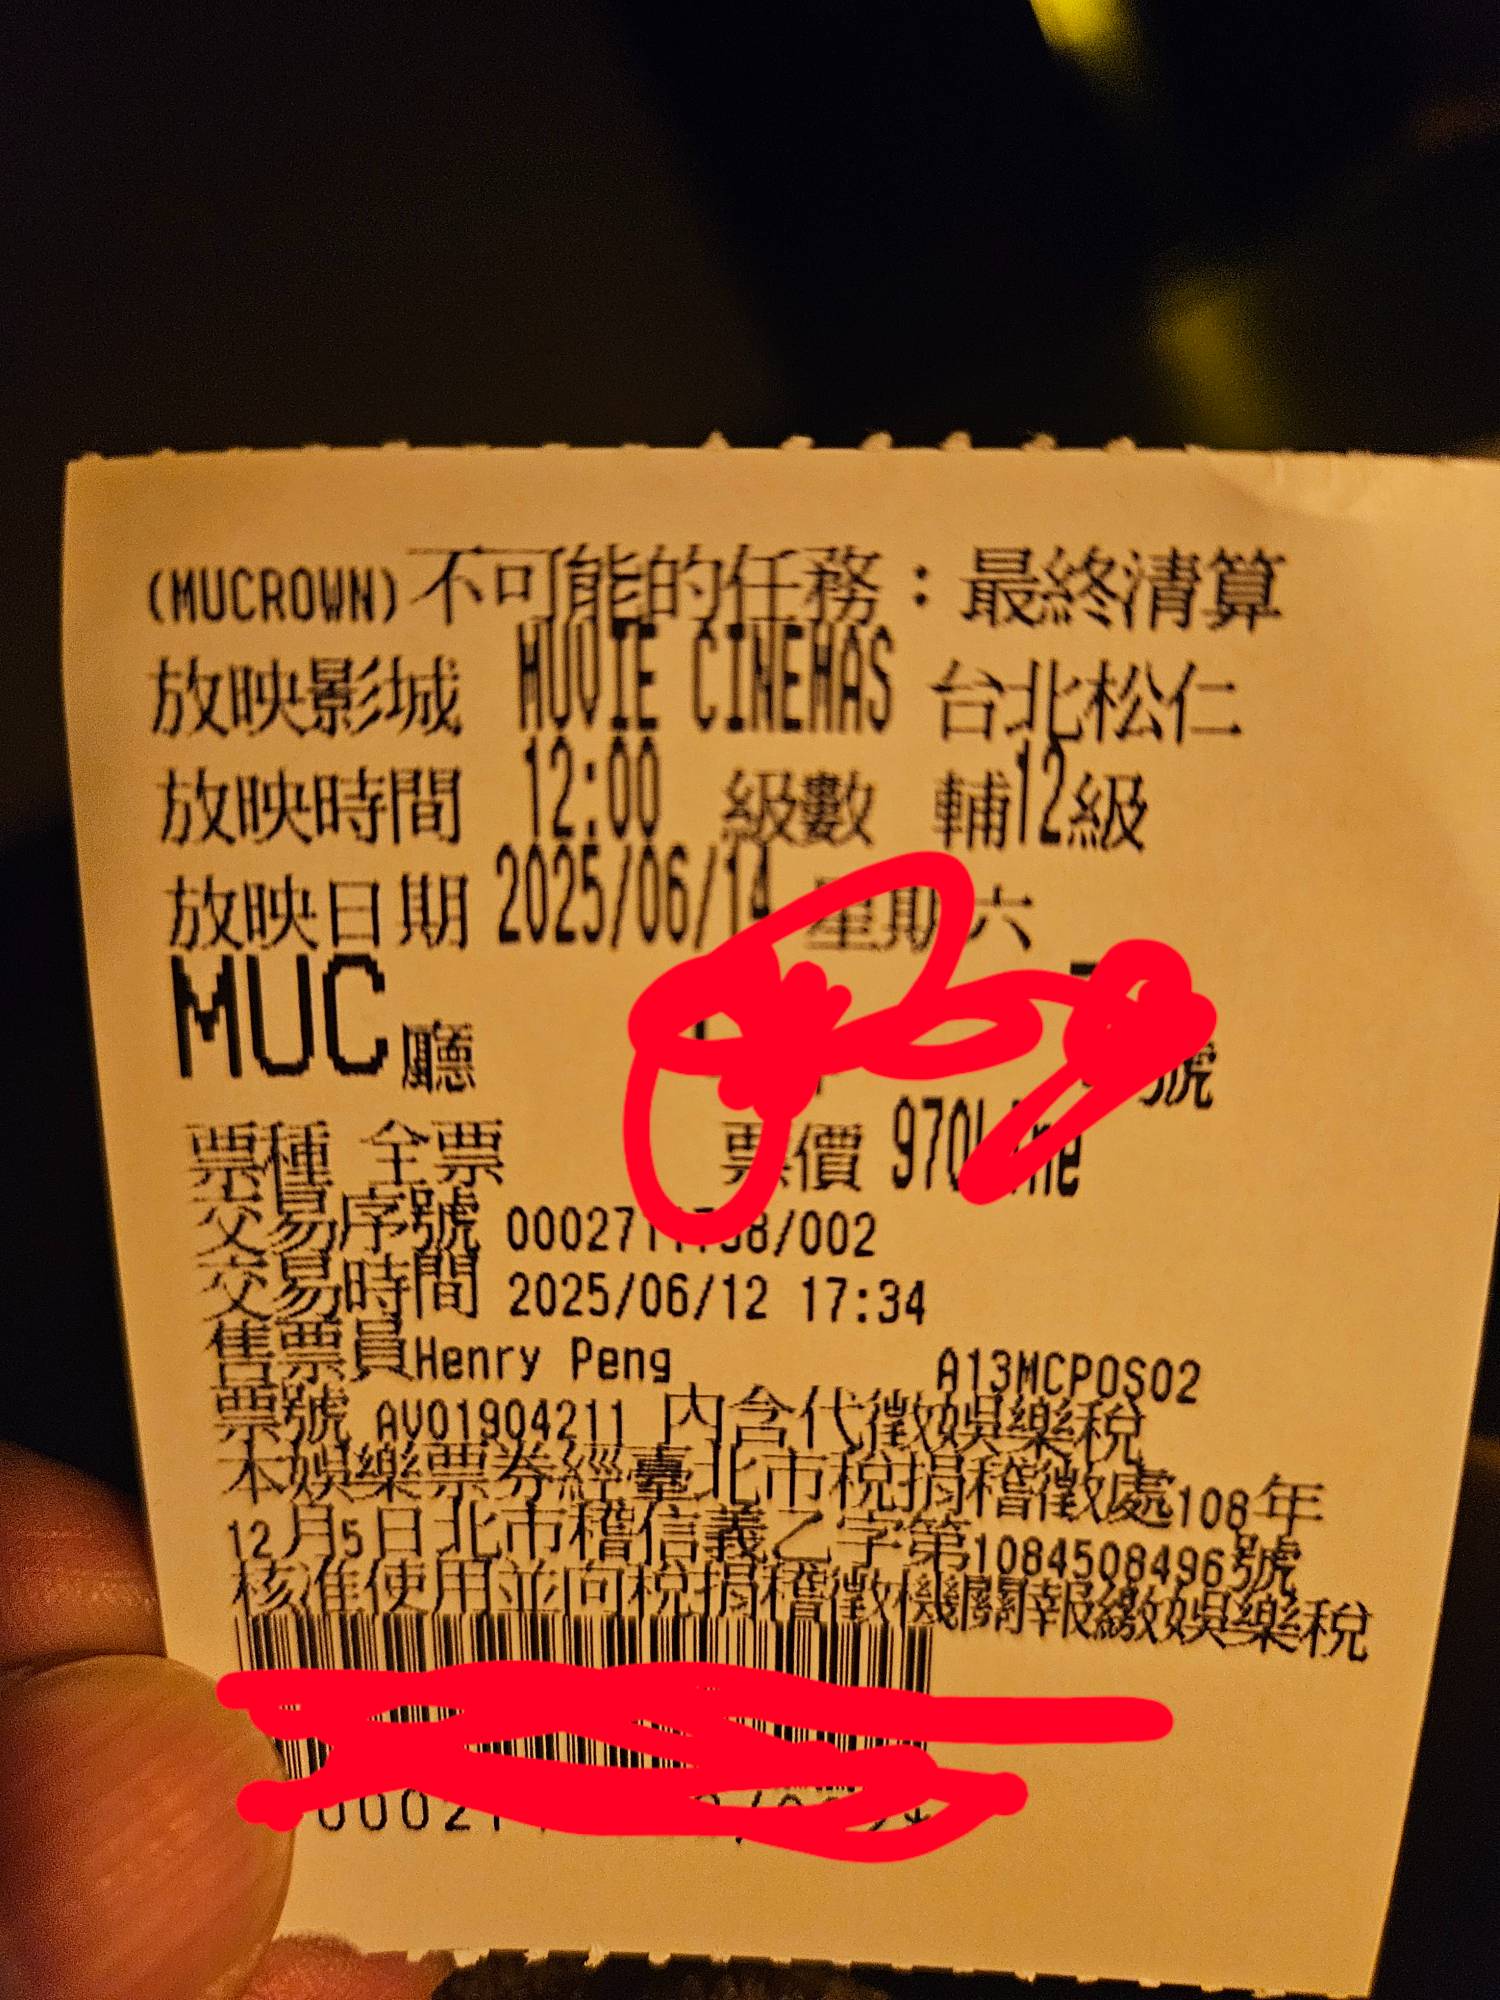 (MUCROWN)不可能的任務：最終清算
放映影城 MUVIE CINEMAS 台北松仁
放映時間 12:00 級數 輔12級
放映日期 2025/06/14 星期六
MUC廳 號
票種 全票 票價 970
交易序號 /002
交易時間 2025/06/12 17:34
售票員Henry Peng A13MCPOS02
票號 AV01904211 內含代徵娛樂稅
本娛樂票券經臺北市稅捐稽徵處108年
12月5日北市稽信義乙字第1084508496號
核准使用並向稅捐稽徵機關報繳娛樂稅